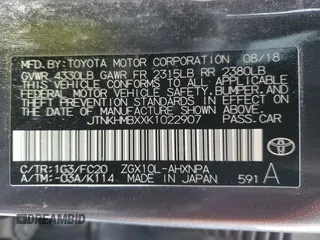 MFD.BY TOYOTA MOTOR CORPORATION 08/18
GVWR 4330LB GAWR FR 2315LB RR 2380LB
THIS VEHICLE CONFORMS TO ALL APPLICABLE
FEDERAL MOTOR VEHICLE SAFETY, BUMPER, AND
THEFT PREVENTION STANDARDS IN EFFECT ON
THE DATE OF MANUFACTURE SHOWN ABOVE.
JTNKHMBXXK1022907 PASS.CAR
C/TR:1G3/FC20 ZGX10L-AHXNPA
A/TM:-03A/K114 MADE IN JAPAN 591 A
TOYOTA